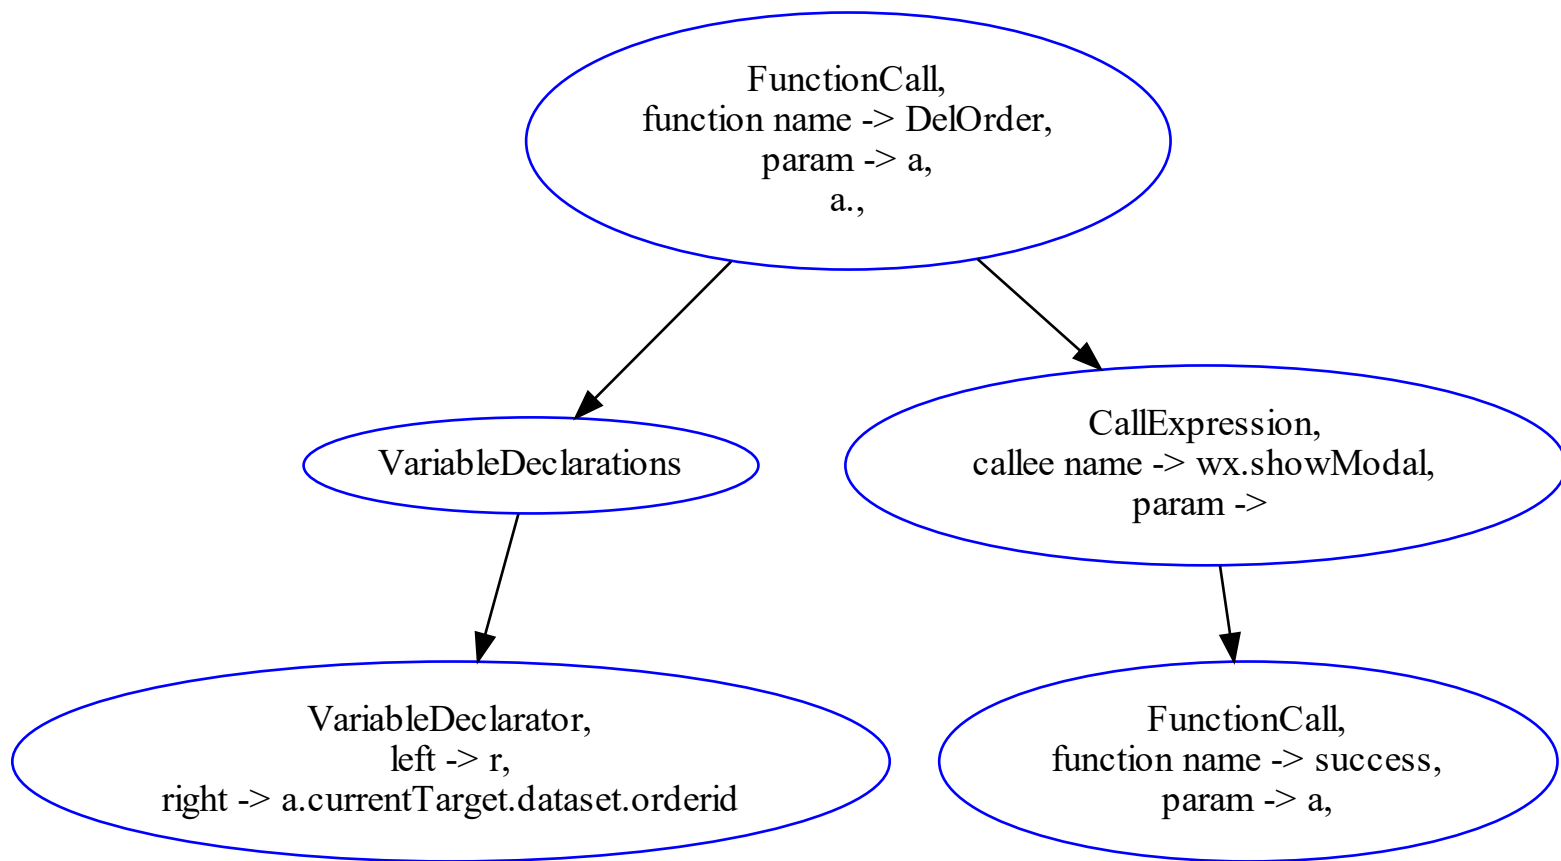 FunctionCall,
function name -> DelOrder,
param -> a,
a.,
VariableDeclarations
CallExpression,
callee name -> wx.showModal,
param ->
VariableDeclarator,
left -> r,
right -> a.currentTarget.dataset.orderid
FunctionCall,
function name -> success,
param -> a,